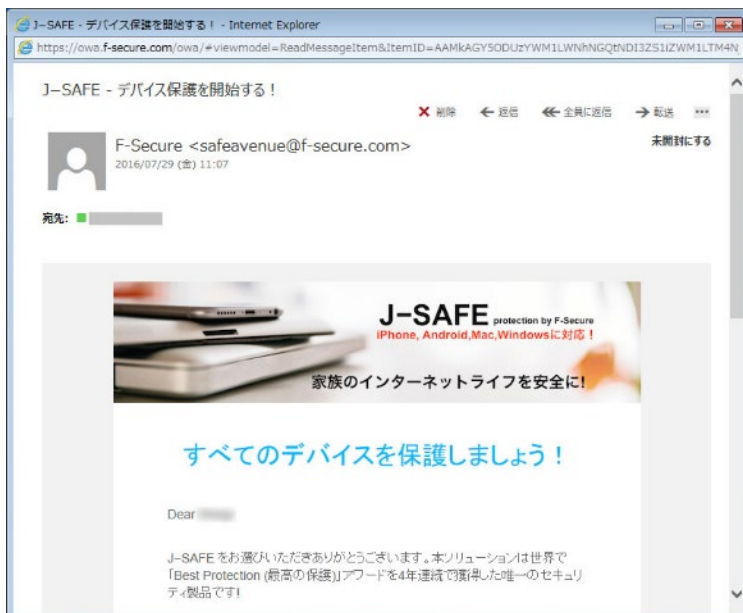 J-SAFE - デバイス保護を開始する! - Internet Explorer
https://owa.f-secure.com/owa/#viewmodel=ReadMessageItem&ItemID=AAMkAGY5ODUzYWM1LWNhNGQtNDI3ZS1iZWM1LTM4N
J-SAFE - デバイス保護を開始する!
削除 返信 全員に返信 転送 ...
F-Secure <safeavenue@f-secure.com> 未開封にする
2016/07/29 (金) 11:07
宛先:
J-SAFE protection by F-Secure
iPhone, Android,Mac,Windowsに対応!
家族のインターネットライフを安全に!
すべてのデバイスを保護しましょう!
Dear
J-SAFE をお選びいただきありがとうございます。本ソリューションは世界で
「Best Protection (最高の保護)」アワードを4年連続で獲得した唯一のセキュリ
ティ製品です!